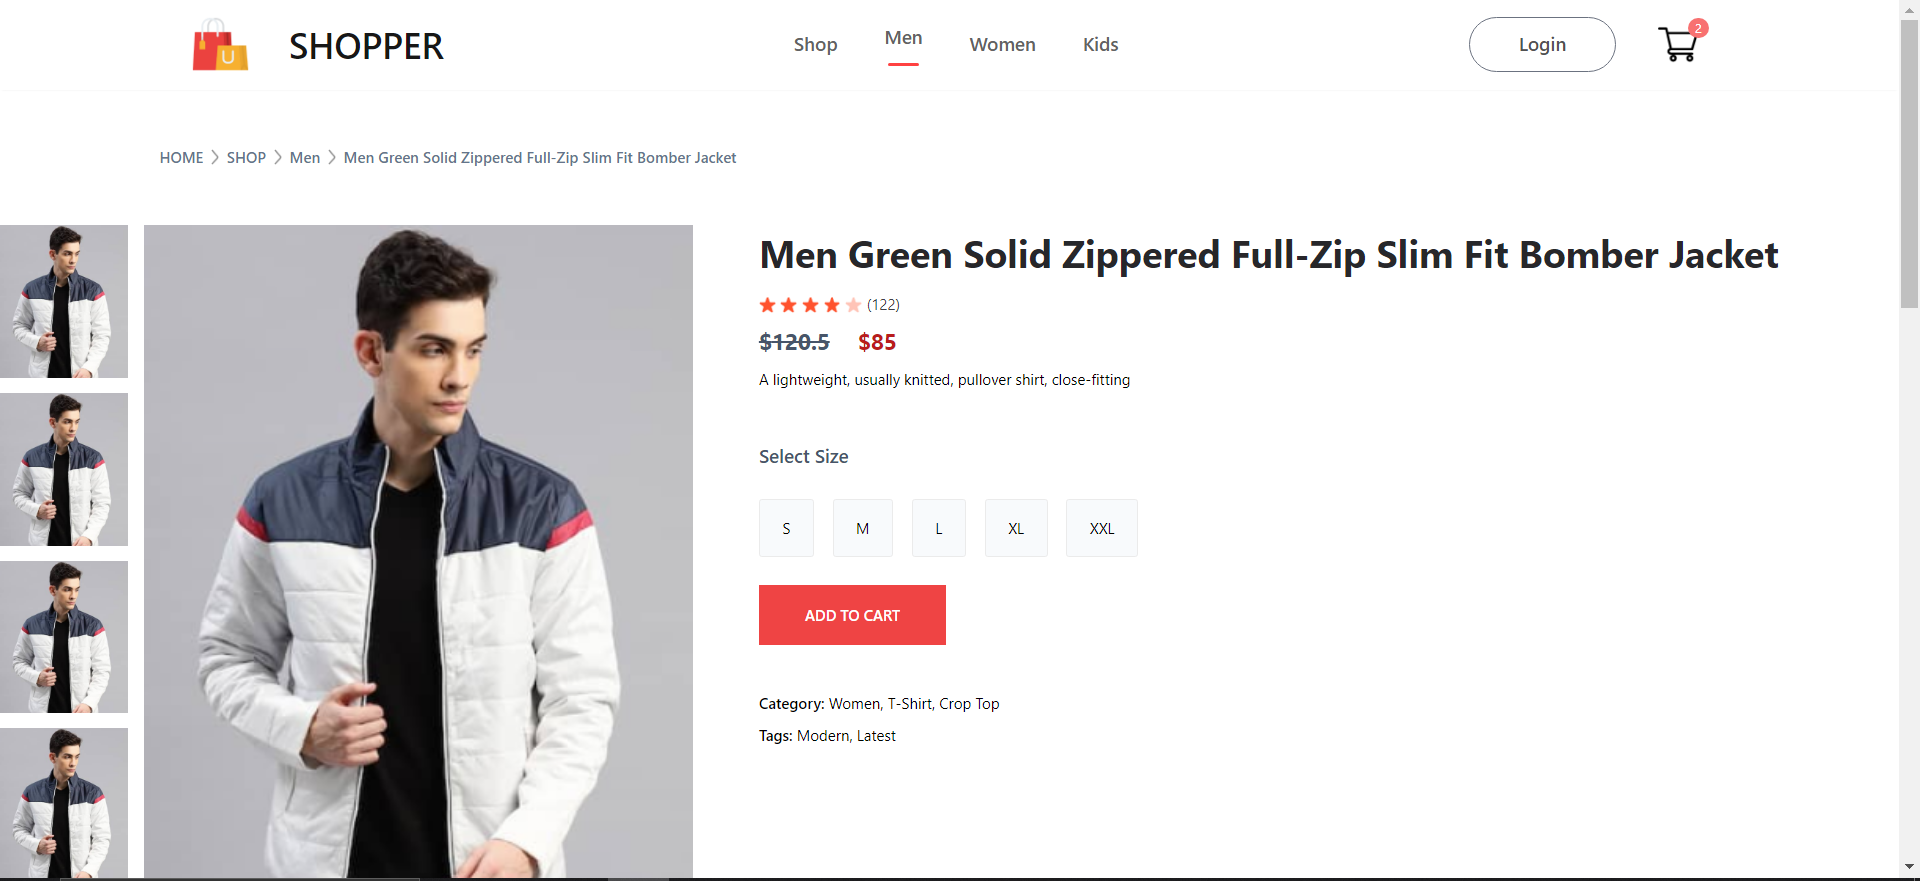 U
SHOPPER
Shop
Men
Women
Kids
Login
2
HOME
SHOP
Men
Men Green Solid Zippered Full-Zip Slim Fit Bomber Jacket
Men Green Solid Zippered Full-Zip Slim Fit Bomber Jacket
(122)
$120.5 $85
A lightweight, usually knitted, pullover shirt, close-fitting
Select Size
S
M
L
XL
XXL
ADD TO CART
Category: Women, T-Shirt, Crop Top
Tags: Modern, Latest